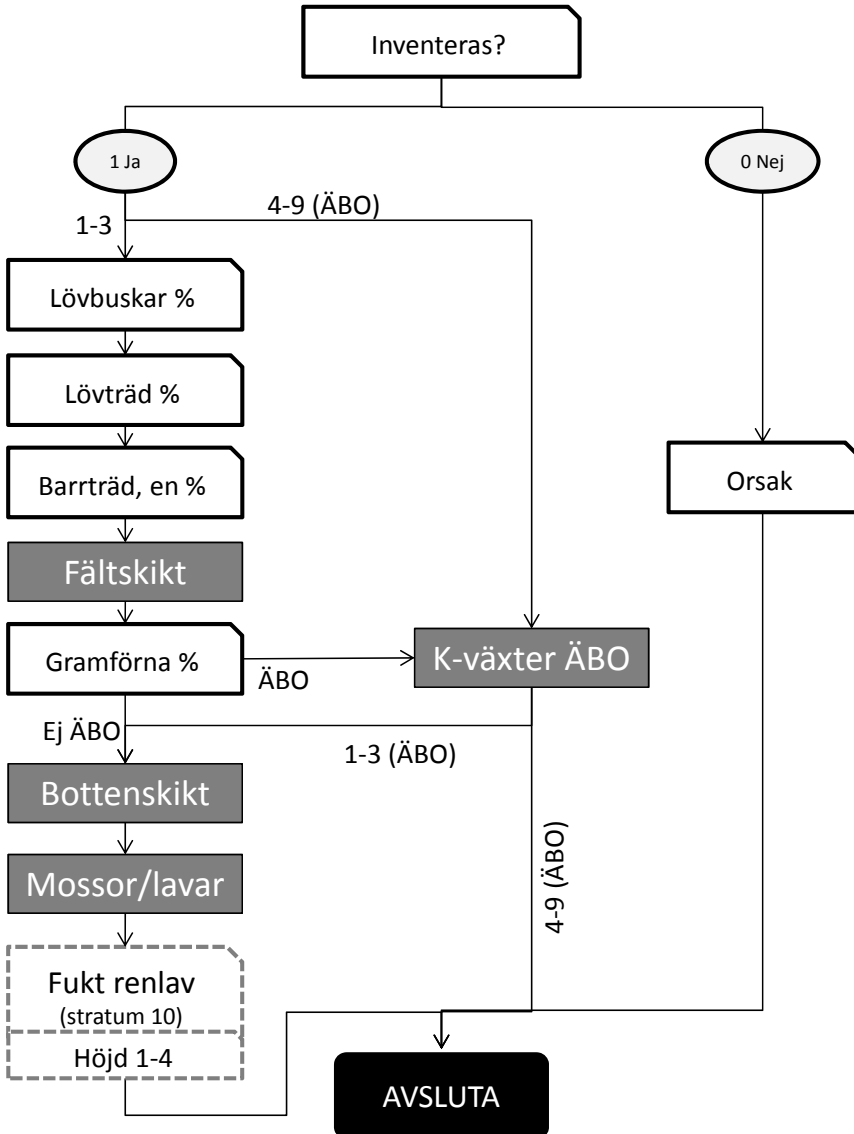 Inventeras?
1 Ja
0 Nej
4-9 (ÄBO)
1-3
Lövbuskar %
Lövträd %
Barrträd, en %
Orsak
Fältskikt
Gramförna %
K-växter ÄBO
ÄBO
Ej ÄBO
1-3 (ÄBO)
Bottenskikt
4-9 (ÄBO)
Mossor/lavar
Fukt renlav
(stratum 10)
Höjd 1-4
AVSLUTA